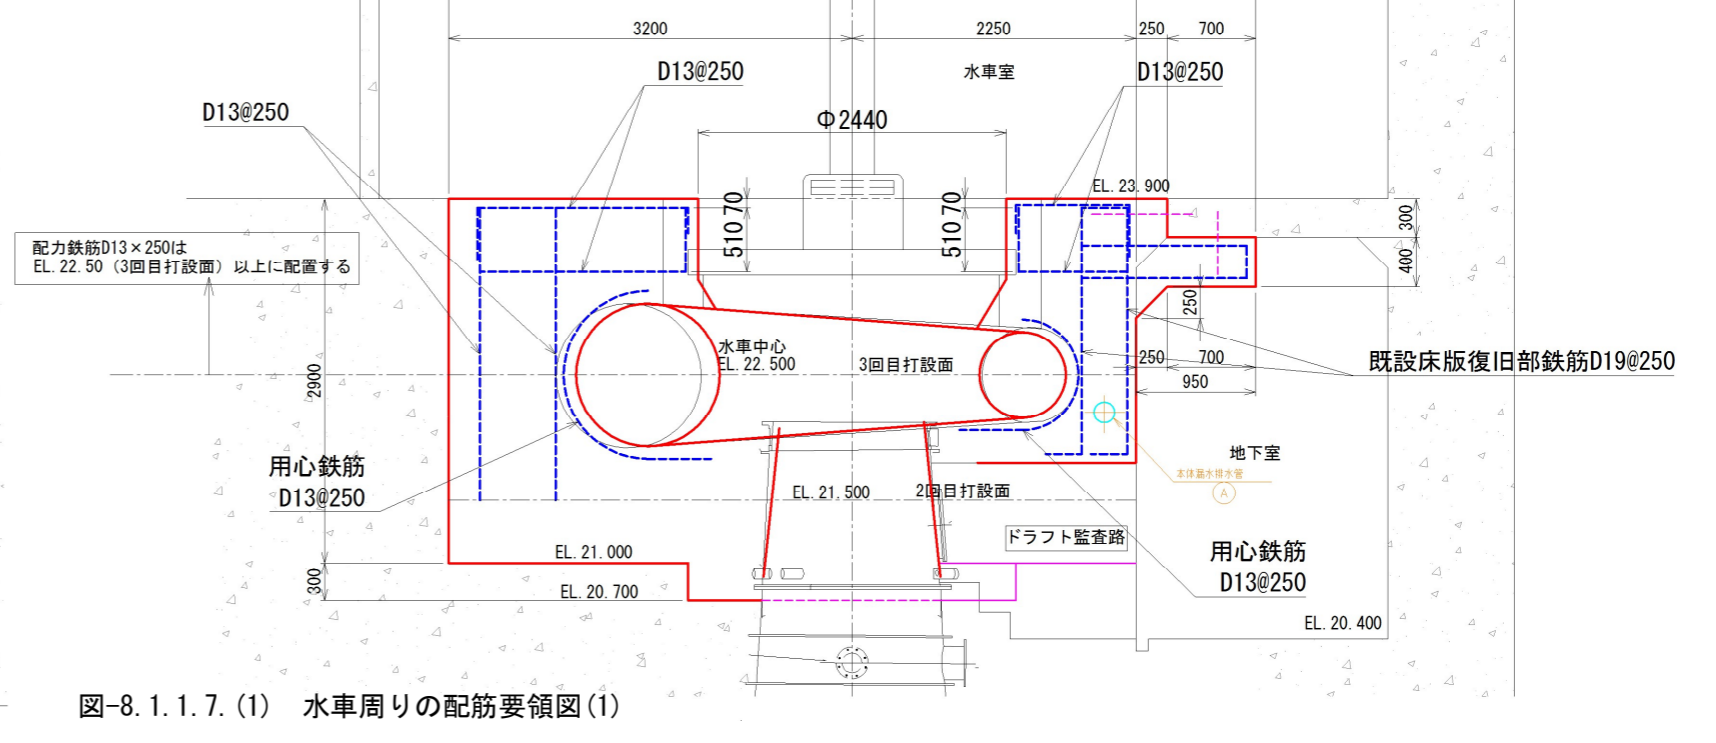 3200
2250
250
700
D13@250
水車室
D13@250
D13@250
Φ2440
EL.23.900
70
510
70
510
300
400
配力鉄筋D13×250は
EL.22.50（3回目打設面）以上に配置する
250
2900
水車中心
EL.22.500
3回目打設面
250
700
既設床版復旧部鉄筋D19@250
950
用心鉄筋
D13@250
地下室
本体漏水排水管
A
EL.21.500
2回目打設面
ドラフト監査路
EL.21.000
用心鉄筋
D13@250
300
EL.20.700
EL.20.400
図-8.1.1.7.(1)　水車周りの配筋要領図(1)